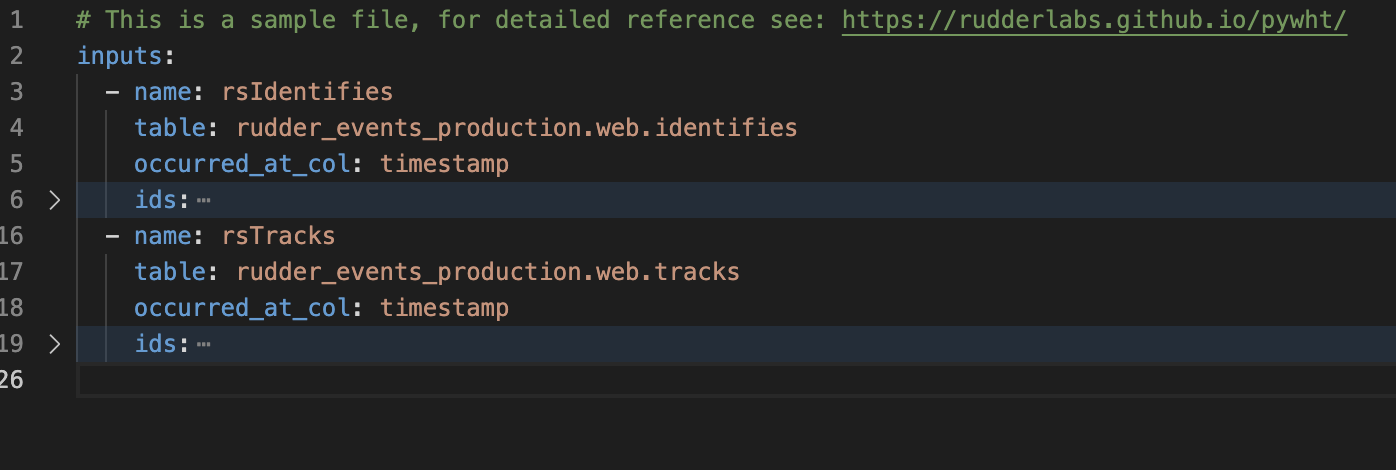 1 # This is a sample file, for detailed reference see: https://rudderlabs.github.io/pywht/
2 inputs:
3 - name: rsIdentifies
4 table: rudder_events_production.web.identifies
5 occurred_at_col: timestamp
6 > ids: ⋯
16 - name: rsTracks
17 table: rudder_events_production.web.tracks
18 occurred_at_col: timestamp
19 > ids: ⋯
26